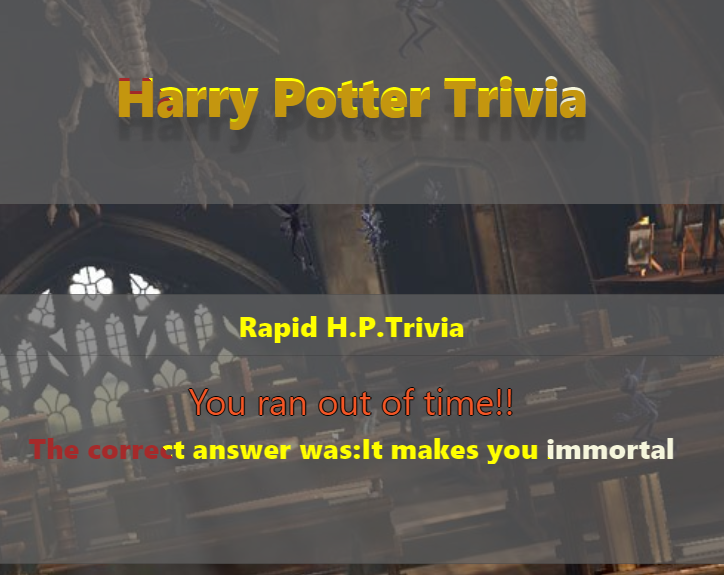 Harry Potter Trivia
Rapid H.P.Trivia
You ran out of time!!
The correct answer was:It makes you immortal